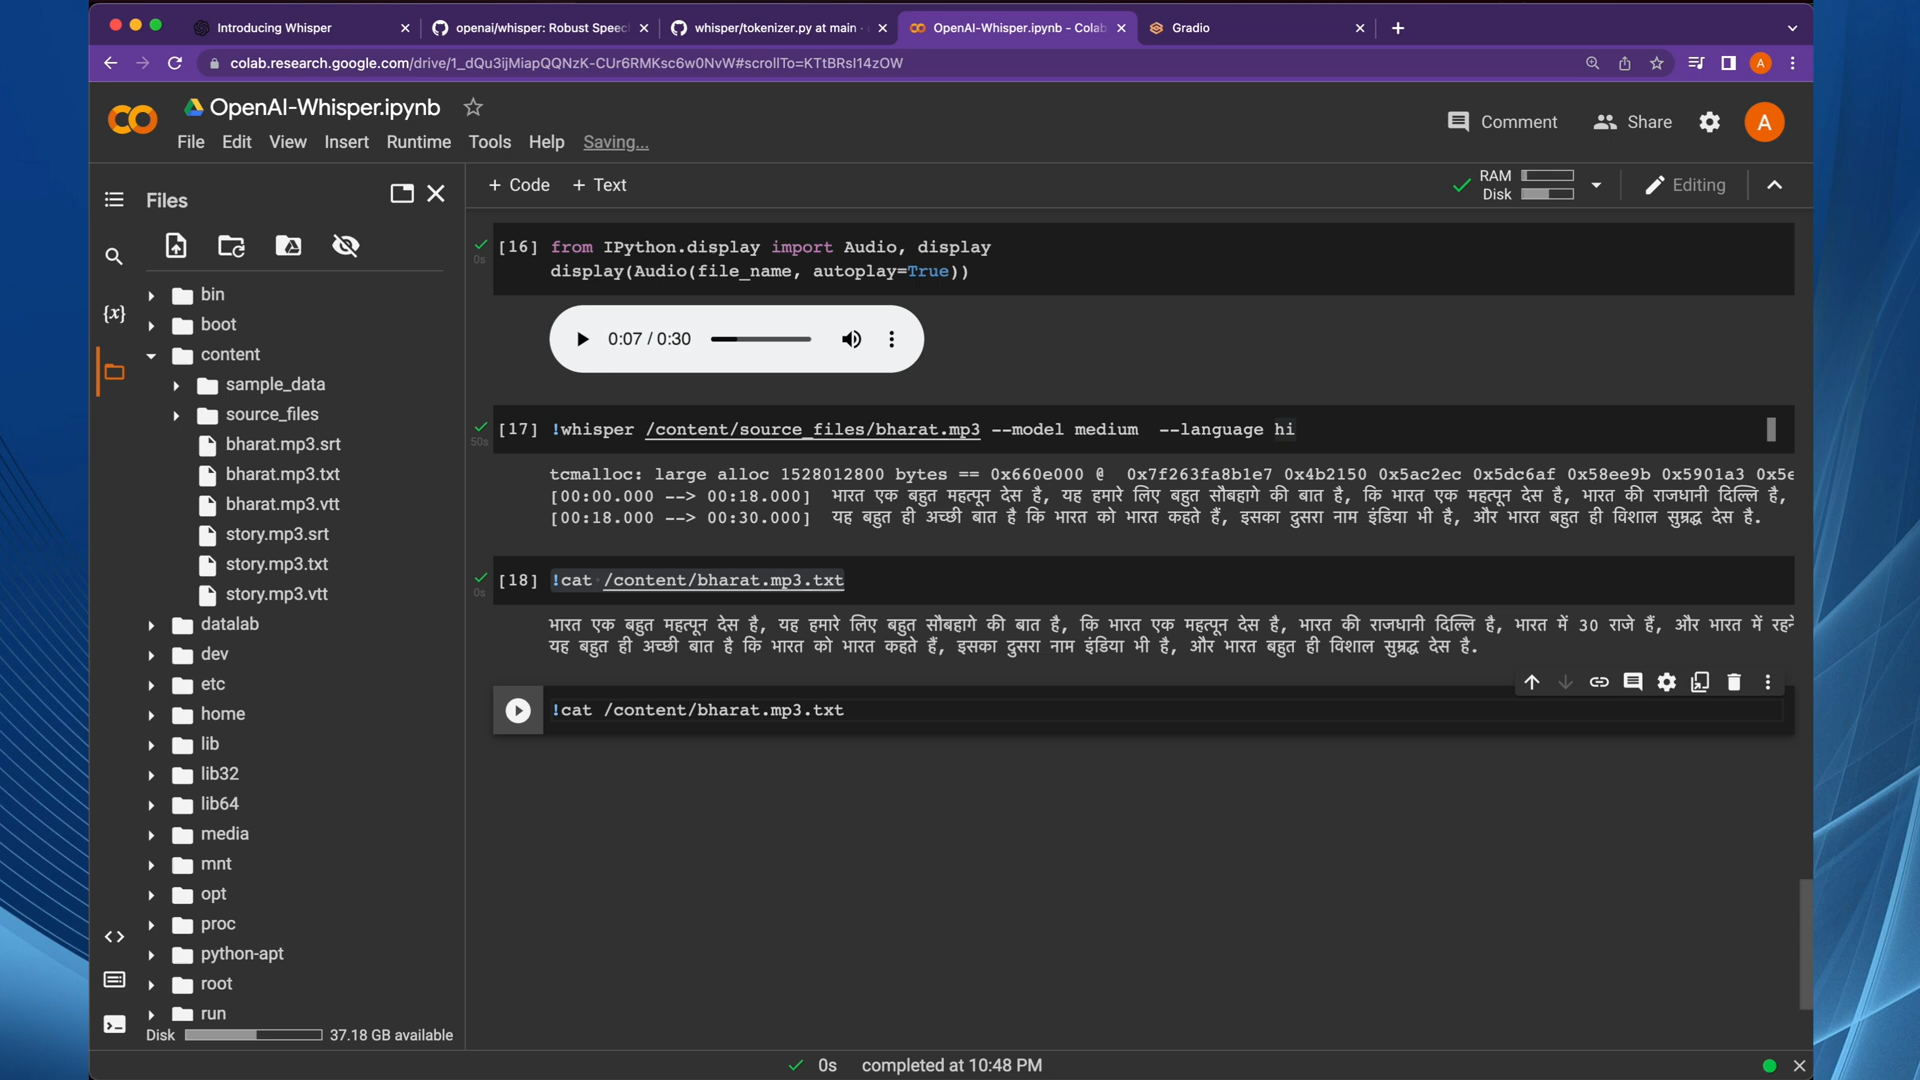 Introducing Whisper
openai/whisper: Robust Speec
whisper/tokenizer.py at main ·
OpenAI-Whisper.ipynb - Colab
Gradio
colab.research.google.com/drive/1_dQu3ijMiapQQNzK-CUr6RMKsc6w0NvW#scrollTo=KTtBRsI14zOW
A
OpenAI-Whisper.ipynb
Comment
Share
A
File Edit View Insert Runtime Tools Help Saving...
Files
+ Code + Text
RAM
Disk
Editing
bin
boot
content
sample_data
source_files
bharat.mp3.srt
bharat.mp3.txt
bharat.mp3.vtt
story.mp3.srt
story.mp3.txt
story.mp3.vtt
datalab
dev
etc
home
lib
lib32
lib64
media
mnt
opt
proc
python-apt
root
run
Disk 37.18 GB available
{x}
0s
[16] from IPython.display import Audio, display
display(Audio(file_name, autoplay=True))
0:07 / 0:30
50s
[17] !whisper /content/source_files/bharat.mp3 --model medium --language hi
tcmalloc: large alloc 1528012800 bytes == 0x660e000 @ 0x7f263fa8b1e7 0x4b2150 0x5ac2ec 0x5dc6af 0x58ee9b 0x5901a3 0x5e
[00:00.000 --> 00:18.000] भारत एक बहुत महत्पून देस है, यह हमारे लिए बहुत सौबहागे की बात है, कि भारत एक महत्पून देस है, भारत की राजधानी दिल्लि है,
[00:18.000 --> 00:30.000] यह बहुत ही अच्छी बात है कि भारत को भारत कहते हैं, इसका दुसरा नाम इंडिया भी है, और भारत बहुत ही विशाल सुम्रद्ध देस है.
0s
[18] !cat /content/bharat.mp3.txt
भारत एक बहुत महत्पून देस है, यह हमारे लिए बहुत सौबहागे की बात है, कि भारत एक महत्पून देस है, भारत की राजधानी दिल्लि है, भारत में 30 राजे हैं, और भारत में रहने
यह बहुत ही अच्छी बात है कि भारत को भारत कहते हैं, इसका दुसरा नाम इंडिया भी है, और भारत बहुत ही विशाल सुम्रद्ध देस है.
!cat /content/bharat.mp3.txt
0s completed at 10:48 PM